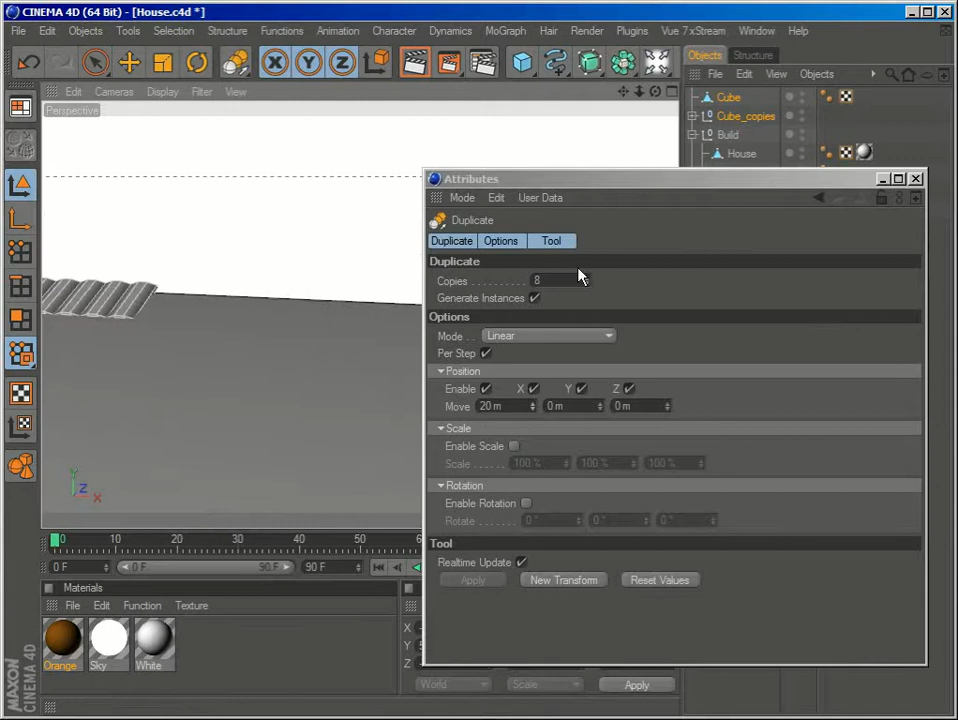 CINEMA 4D (64 Bit) - [House.c4d *]
File Edit Objects Tools Selection Structure Functions Animation Character Dynamics MoGraph Hair Render Plugins Vue 7xStream Window Help
Objects Structure
File Edit View Objects
Edit Cameras Display Filter View
Perspective
Cube
Cube_copies
Build
House
Attributes
Mode Edit User Data
Duplicate
Duplicate Options Tool
Duplicate
Copies . . . . . . . . . . 8
Generate Instances
Options
Mode . . Linear
Per Step
Position
Enable X Y Z
Move 20 m 0 m 0 m
Scale
Enable Scale
Scale . . . . . . 100 % 100 % 100 %
Rotation
Enable Rotation
Rotate . . . . . . . 0 ° 0 ° 0 °
Tool
Realtime Update
Apply New Transform Reset Values
0 10 20 30 40 50
0 F 0 F 90 F 90 F
Materials
File Edit Function Texture
Orange Sky White
X
Y
Z
World Scale Apply
MAXON
CINEMA 4D